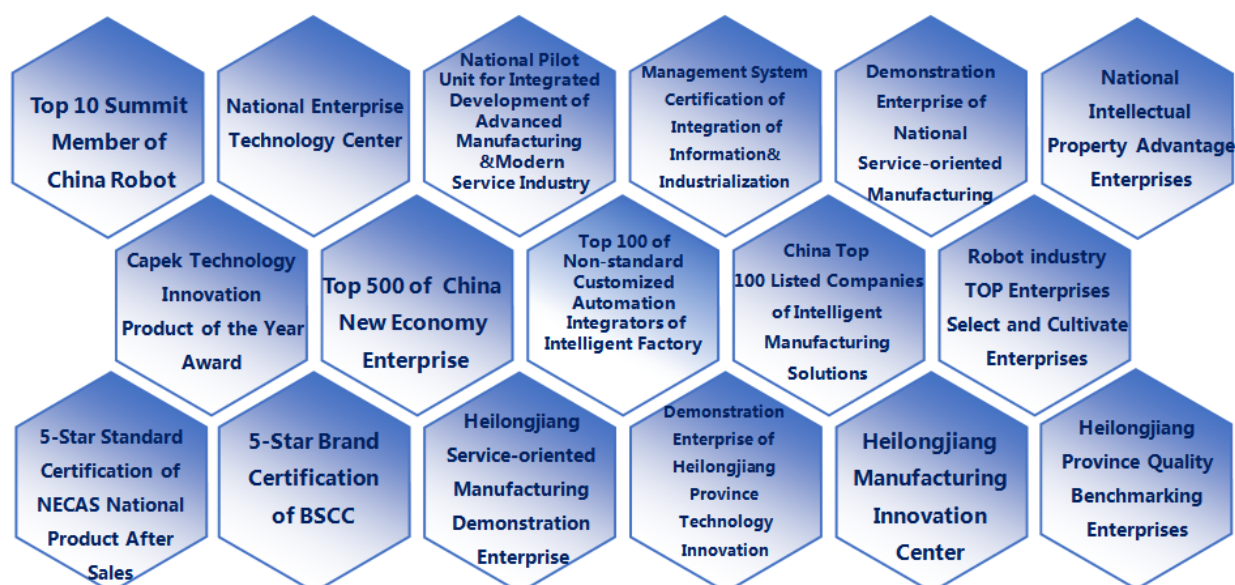 Top 10 Summit
Member of
China Robot
National Enterprise
Technology Center
National Pilot
Unit for Integrated
Development of
Advanced
Manufacturing
&Modern
Service Industry
Management System
Certification of
Integration of
Information&
Industrialization
Demonstration
Enterprise of
National
Service-oriented
Manufacturing
National
Intellectual
Property Advantage
Enterprises
Capek Technology
Innovation
Product of the Year
Award
Top 500 of China
New Economy
Enterprise
Top 100 of
Non-standard
Customized
Automation
Integrators of
Intelligent Factory
China Top
100 Listed Companies
of Intelligent
Manufacturing
Solutions
Robot industry
TOP Enterprises
Select and Cultivate
Enterprises
5-Star Standard
Certification of
NECAS National
Product After
Sales
5-Star Brand
Certification
of BSCC
Heilongjiang
Service-oriented
Manufacturing
Demonstration
Enterprise
Demonstration
Enterprise of
Heilongjiang
Province
Technology
Innovation
Heilongjiang
Manufacturing
Innovation
Center
Heilongjiang
Province Quality
Benchmarking
Enterprises